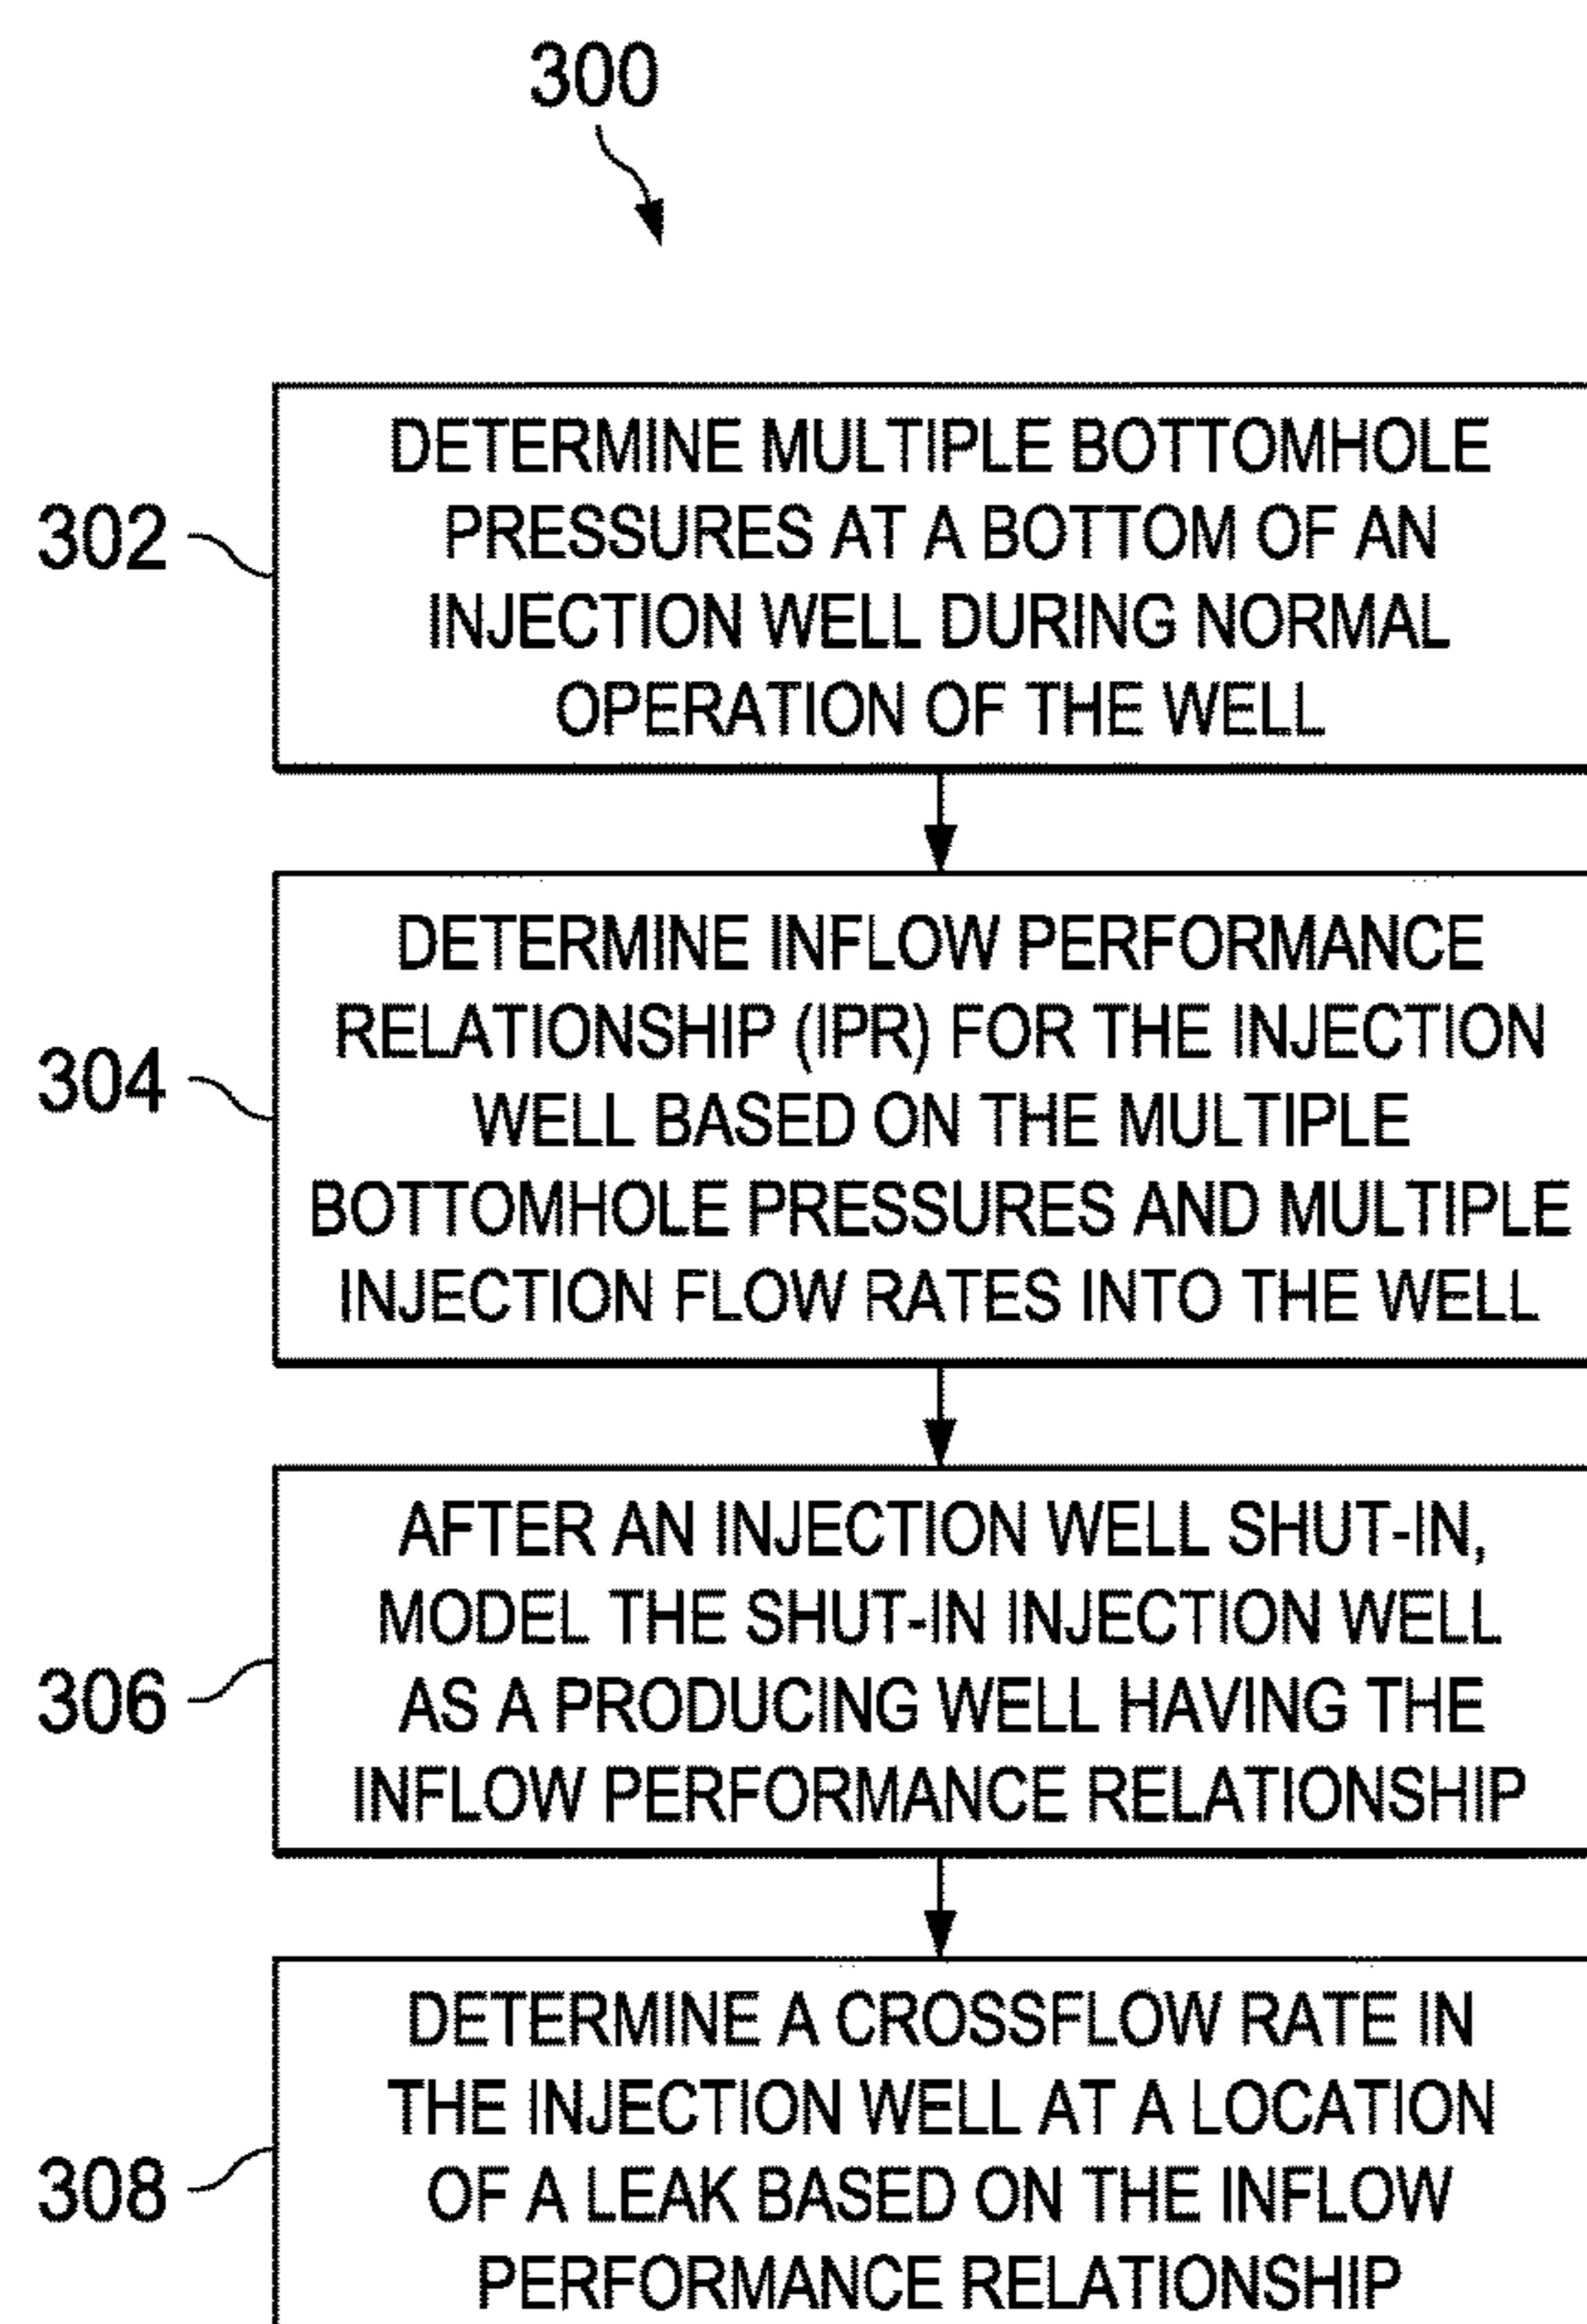 300
302
DETERMINE MULTIPLE BOTTOMHOLE
PRESSURES AT A BOTTOM OF AN
INJECTION WELL DURING NORMAL
OPERATION OF THE WELL
304
DETERMINE INFLOW PERFORMANCE
RELATIONSHIP (IPR) FOR THE INJECTION
WELL BASED ON THE MULTIPLE
BOTTOMHOLE PRESSURES AND MULTIPLE
INJECTION FLOW RATES INTO THE WELL
306
AFTER AN INJECTION WELL SHUT-IN,
MODEL THE SHUT-IN INJECTION WELL
AS A PRODUCING WELL HAVING THE
INFLOW PERFORMANCE RELATIONSHIP
308
DETERMINE A CROSSFLOW RATE IN
THE INJECTION WELL AT A LOCATION
OF A LEAK BASED ON THE INFLOW
PERFORMANCE RELATIONSHIP